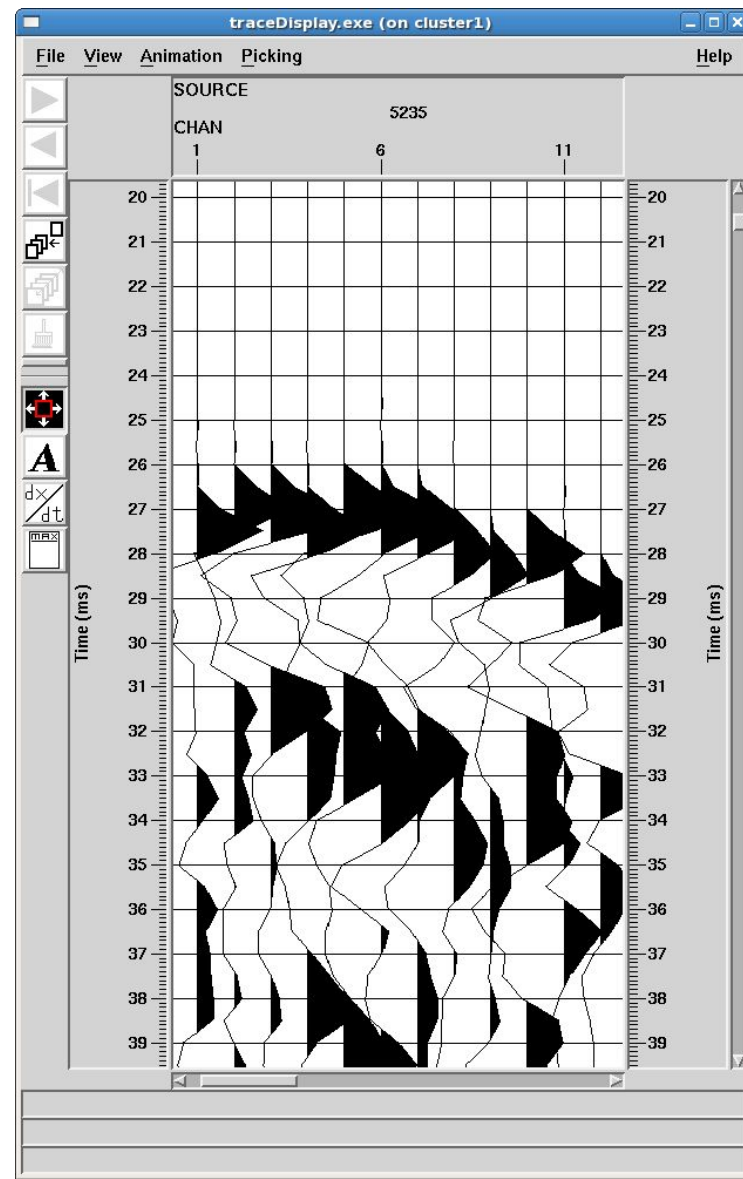 traceDisplay.exe (on cluster1)
File View Animation Picking Help
SOURCE
5235
CHAN
1 6 11
20 20
21 21
22 22
23 23
24 24
25 25
26 26
A
27 27
dx/dt
28 28
MAX
29 29
Time (ms) Time (ms)
30 30
31 31
32 32
33 33
34 34
35 35
36 36
37 37
38 38
39 39